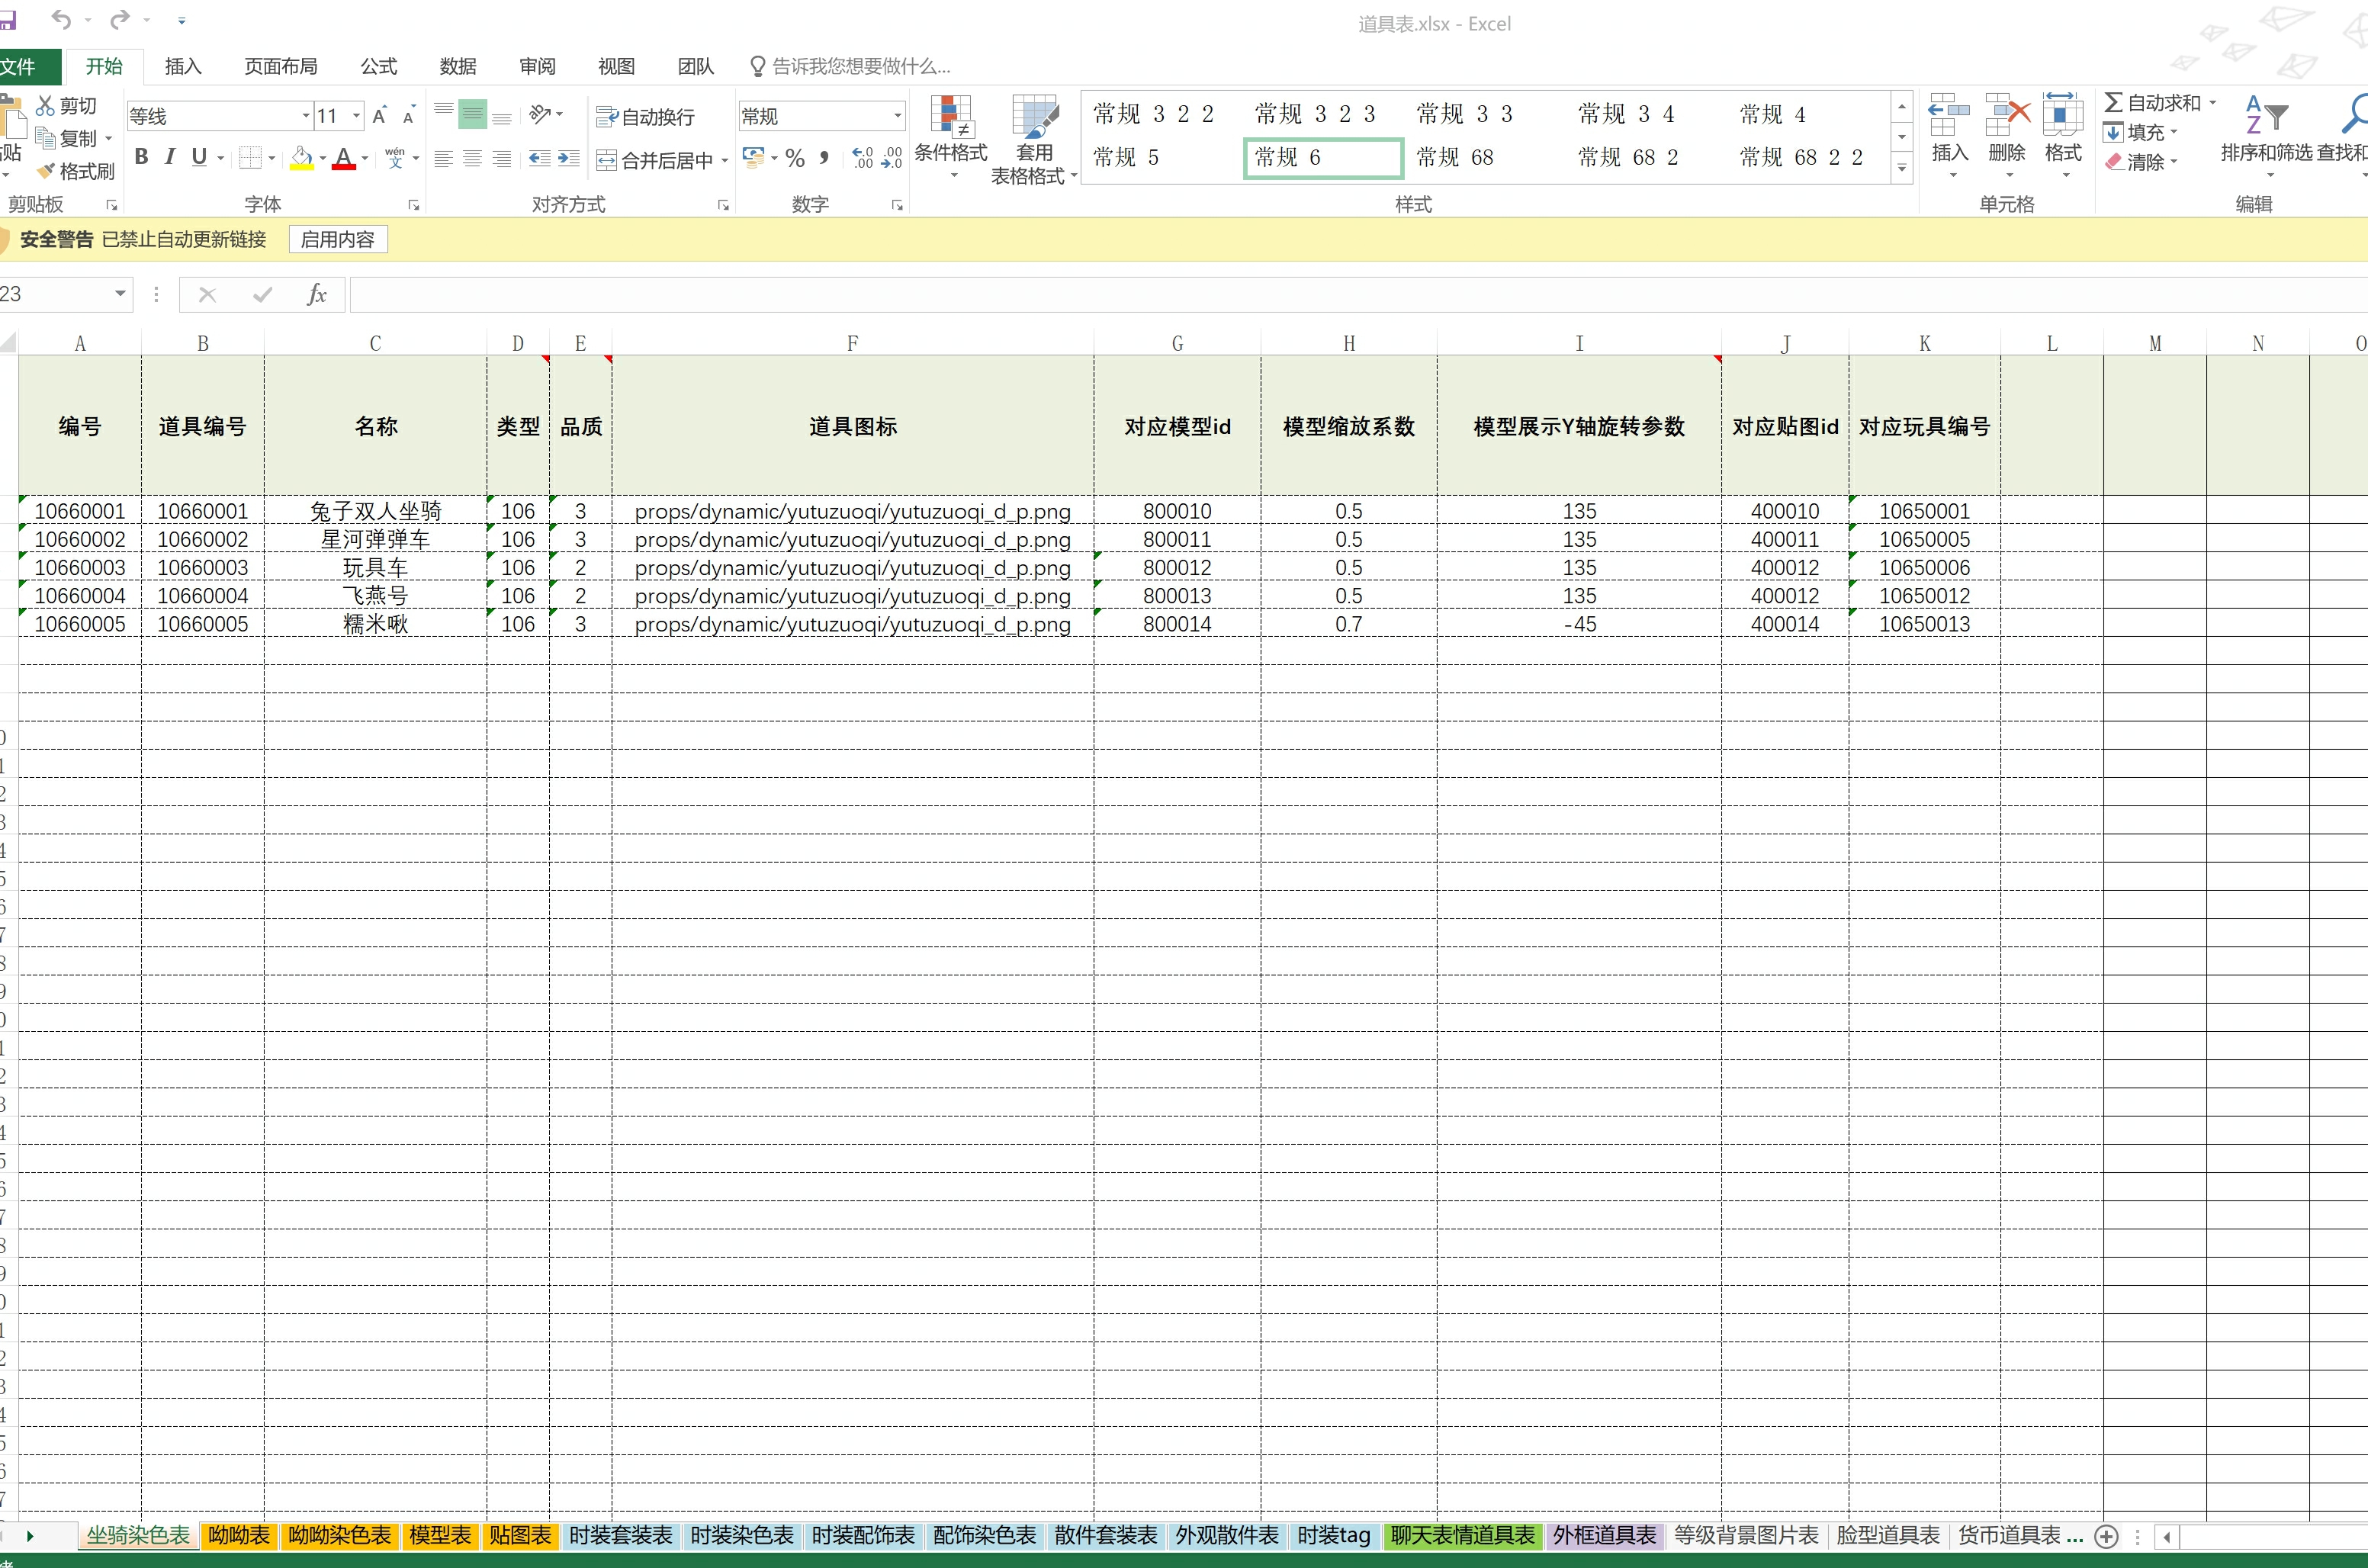 道具表.xlsx - Excel
文件 开始 插入 页面布局 公式 数据 审阅 视图 团队 告诉我您想要做什么...
剪切
复制
格式刷
剪贴板
等线 11
B I U A wén 文
字体
自动换行
合并后居中
对齐方式
常规
% .00 .0
数字
条件格式
套用
表格格式
常规 3 2 2 常规 3 2 3 常规 3 3 常规 3 4 常规 4
常规 5 常规 6 常规 68 常规 68 2 常规 68 2 2
样式
插入 删除 格式
单元格
自动求和
填充
清除
排序和筛选
编辑
安全警告 已禁止自动更新链接 启用内容
23 fx
A B C D E F G H I J K L M N O
编号 道具编号 名称 类型 品质 道具图标 对应模型id 模型缩放系数 模型展示Y轴旋转参数 对应贴图id 对应玩具编号
10660001 10660001 兔子双人坐骑 106 3 props/dynamic/yutuzuoqi/yutuzuoqi_d_p.png 800010 0.5 135 400010 10650001
10660002 10660002 星河弹弹车 106 3 props/dynamic/yutuzuoqi/yutuzuoqi_d_p.png 800011 0.5 135 400011 10650005
10660003 10660003 玩具车 106 2 props/dynamic/yutuzuoqi/yutuzuoqi_d_p.png 800012 0.5 135 400012 10650006
10660004 10660004 飞燕号 106 2 props/dynamic/yutuzuoqi/yutuzuoqi_d_p.png 800013 0.5 135 400012 10650012
10660005 10660005 糯米啾 106 3 props/dynamic/yutuzuoqi/yutuzuoqi_d_p.png 800014 0.7 -45 400014 10650013
坐骑染色表 呦呦表 呦呦染色表 模型表 贴图表 时装套装表 时装染色表 时装配饰表 配饰染色表 散件套装表 外观散件表 时装tag 聊天表情道具表 外框道具表 等级背景图片表 脸型道具表 货币道具表 ...